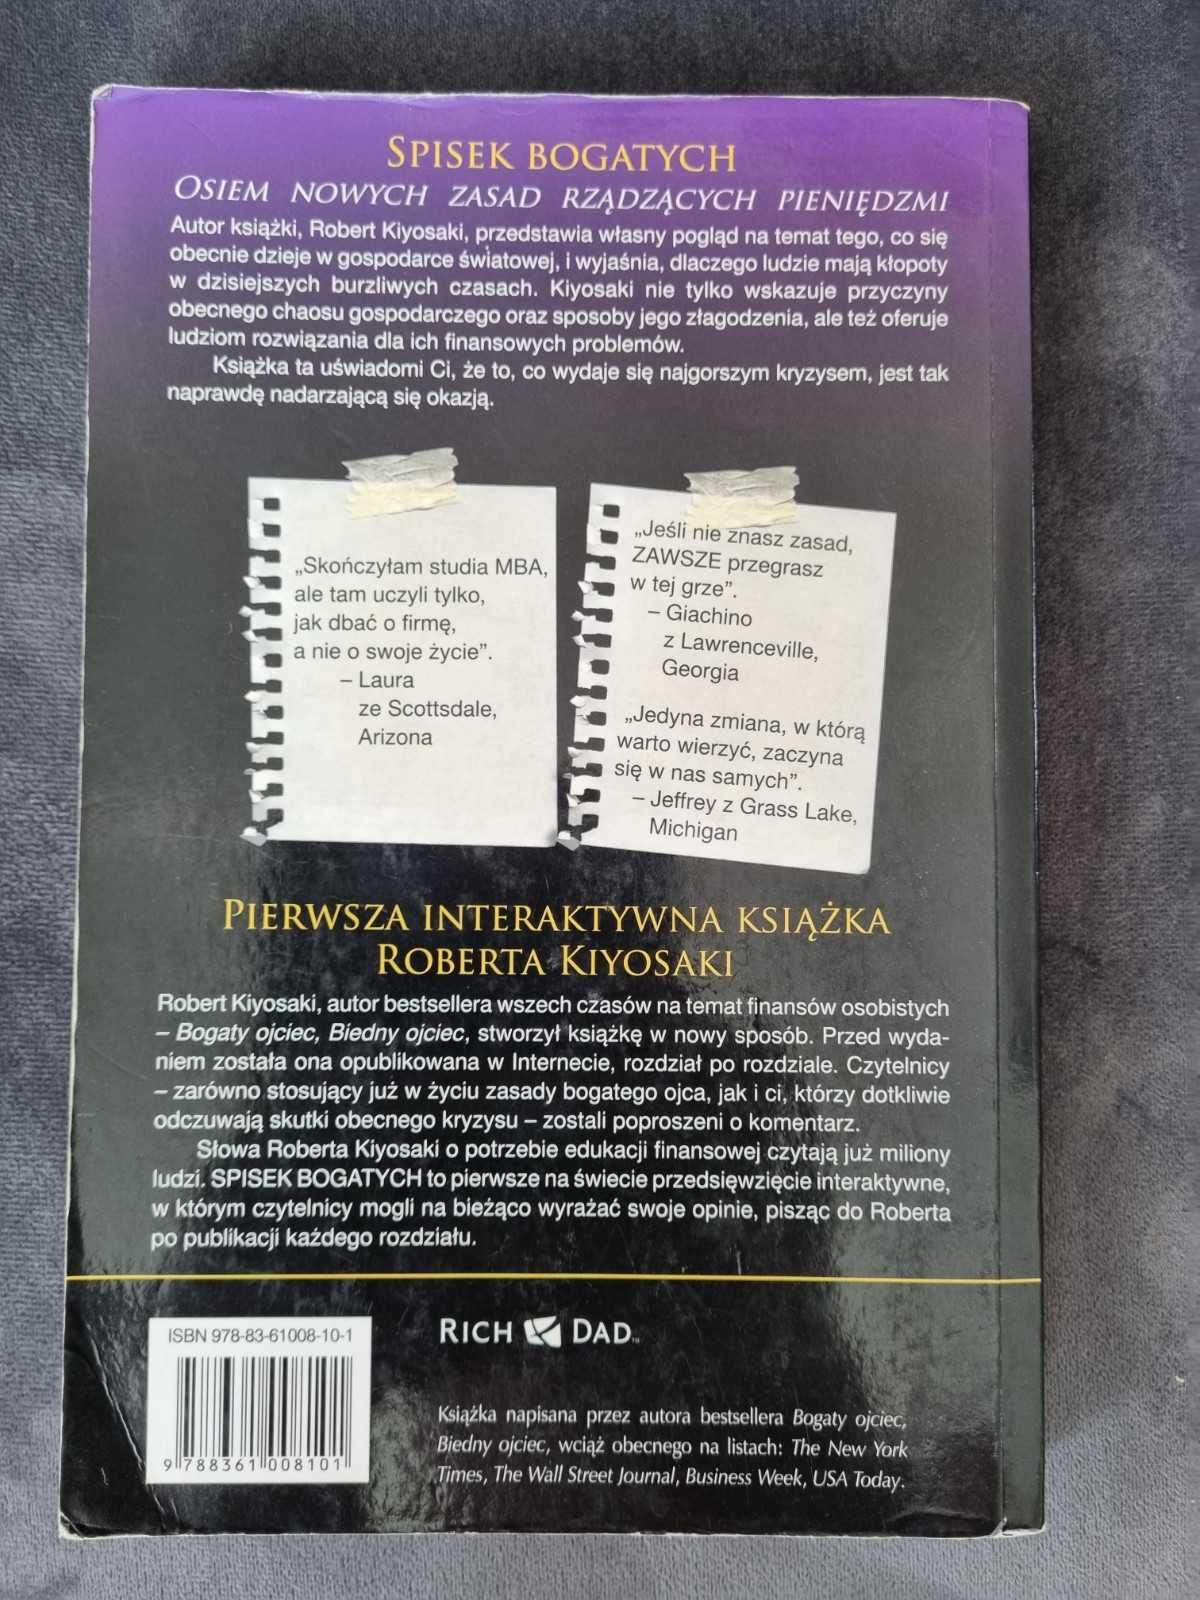 SPISEK BOGATYCH
OSIEM NOWYCH ZASAD RZĄDZĄCYCH PIENIĘDZMI
Autor książki, Robert Kiyosaki, przedstawia własny pogląd na temat tego, co się
obecnie dzieje w gospodarce światowej, i wyjaśnia, dlaczego ludzie mają kłopoty
w dzisiejszych burzliwych czasach. Kiyosaki nie tylko wskazuje przyczyny
obecnego chaosu gospodarczego oraz sposoby jego złagodzenia, ale też oferuje
ludziom rozwiązania dla ich finansowych problemów.
Książka ta uświadomi Ci, że to, co wydaje się najgorszym kryzysem, jest tak
naprawdę nadarzającą się okazją.
„Skończyłam studia MBA,
ale tam uczyli tylko,
jak dbać o firmę,
a nie o swoje życie”.
– Laura
ze Scottsdale,
Arizona
„Jeśli nie znasz zasad,
ZAWSZE przegrasz
w tej grze”.
– Giachino
z Lawrenceville,
Georgia
„Jedyna zmiana, w którą
warto wierzyć, zaczyna
się w nas samych”.
– Jeffrey z Grass Lake,
Michigan
PIERWSZA INTERAKTYWNA KSIĄŻKA
ROBERTA KIYOSAKI
Robert Kiyosaki, autor bestsellera wszech czasów na temat finansów osobistych
– Bogaty ojciec, Biedny ojciec, stworzył książkę w nowy sposób. Przed wyda-
niem została ona opublikowana w Internecie, rozdział po rozdziale. Czytelnicy
– zarówno stosujący już w życiu zasady bogatego ojca, jak i ci, którzy dotkliwie
odczuwają skutki obecnego kryzysu – zostali poproszeni o komentarz.
Słowa Roberta Kiyosaki o potrzebie edukacji finansowej czytają już miliony
ludzi. SPISEK BOGATYCH to pierwsze na świecie przedsięwzięcie interaktywne,
w którym czytelnicy mogli na bieżąco wyrażać swoje opinie, pisząc do Roberta
po publikacji każdego rozdziału.
ISBN 978-83-61008-10-1
9 788361 008101
RICH DAD™
Książka napisana przez autora bestsellera Bogaty ojciec,
Biedny ojciec, wciąż obecnego na listach: The New York
Times, The Wall Street Journal, Business Week, USA Today.